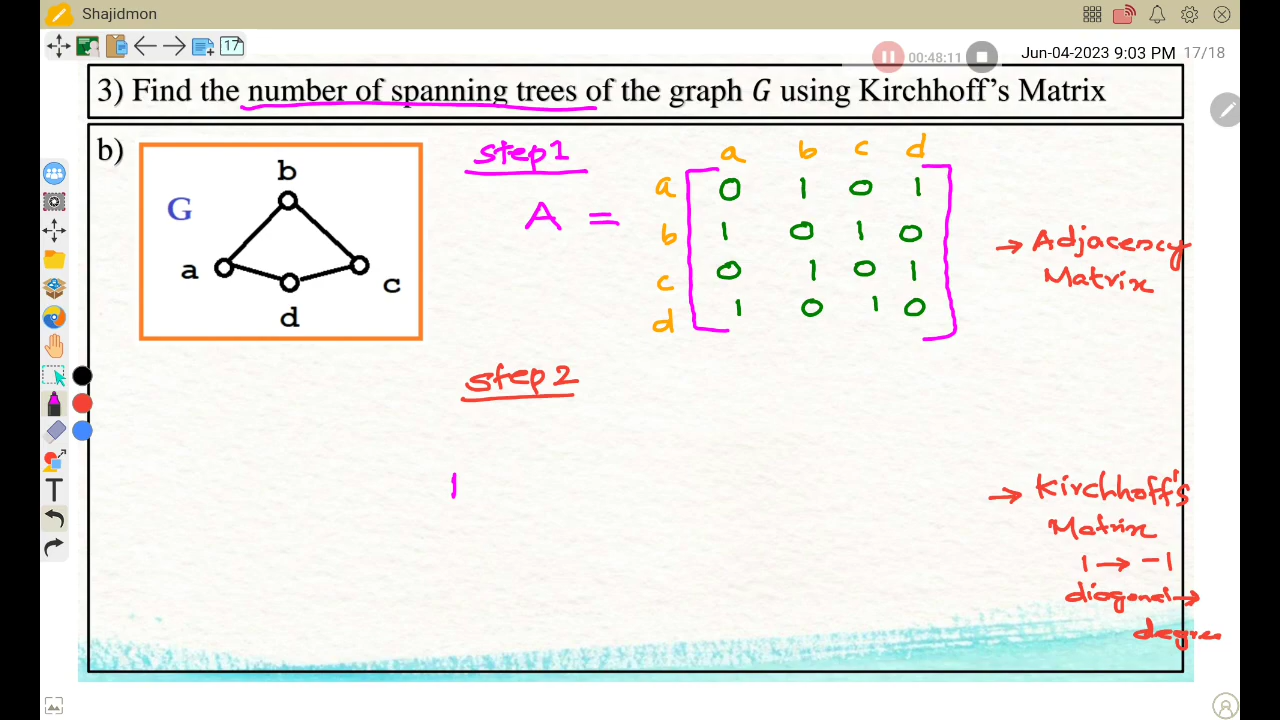 Shajidmon
17
00:48:11
Jun-04-2023 9:03 PM 17/18
3) Find the number of spanning trees of the graph G using Kirchhoff's Matrix
b)
G
b
a
c
d
step1
A =
a b c d
a 0 1 0 1
b 1 0 1 0
c 0 1 0 1
d 1 0 1 0
→ Adjacency
Matrix
step2
→ Kirchhoff's
Matrix
1 → -1
diagonal →
degree
T